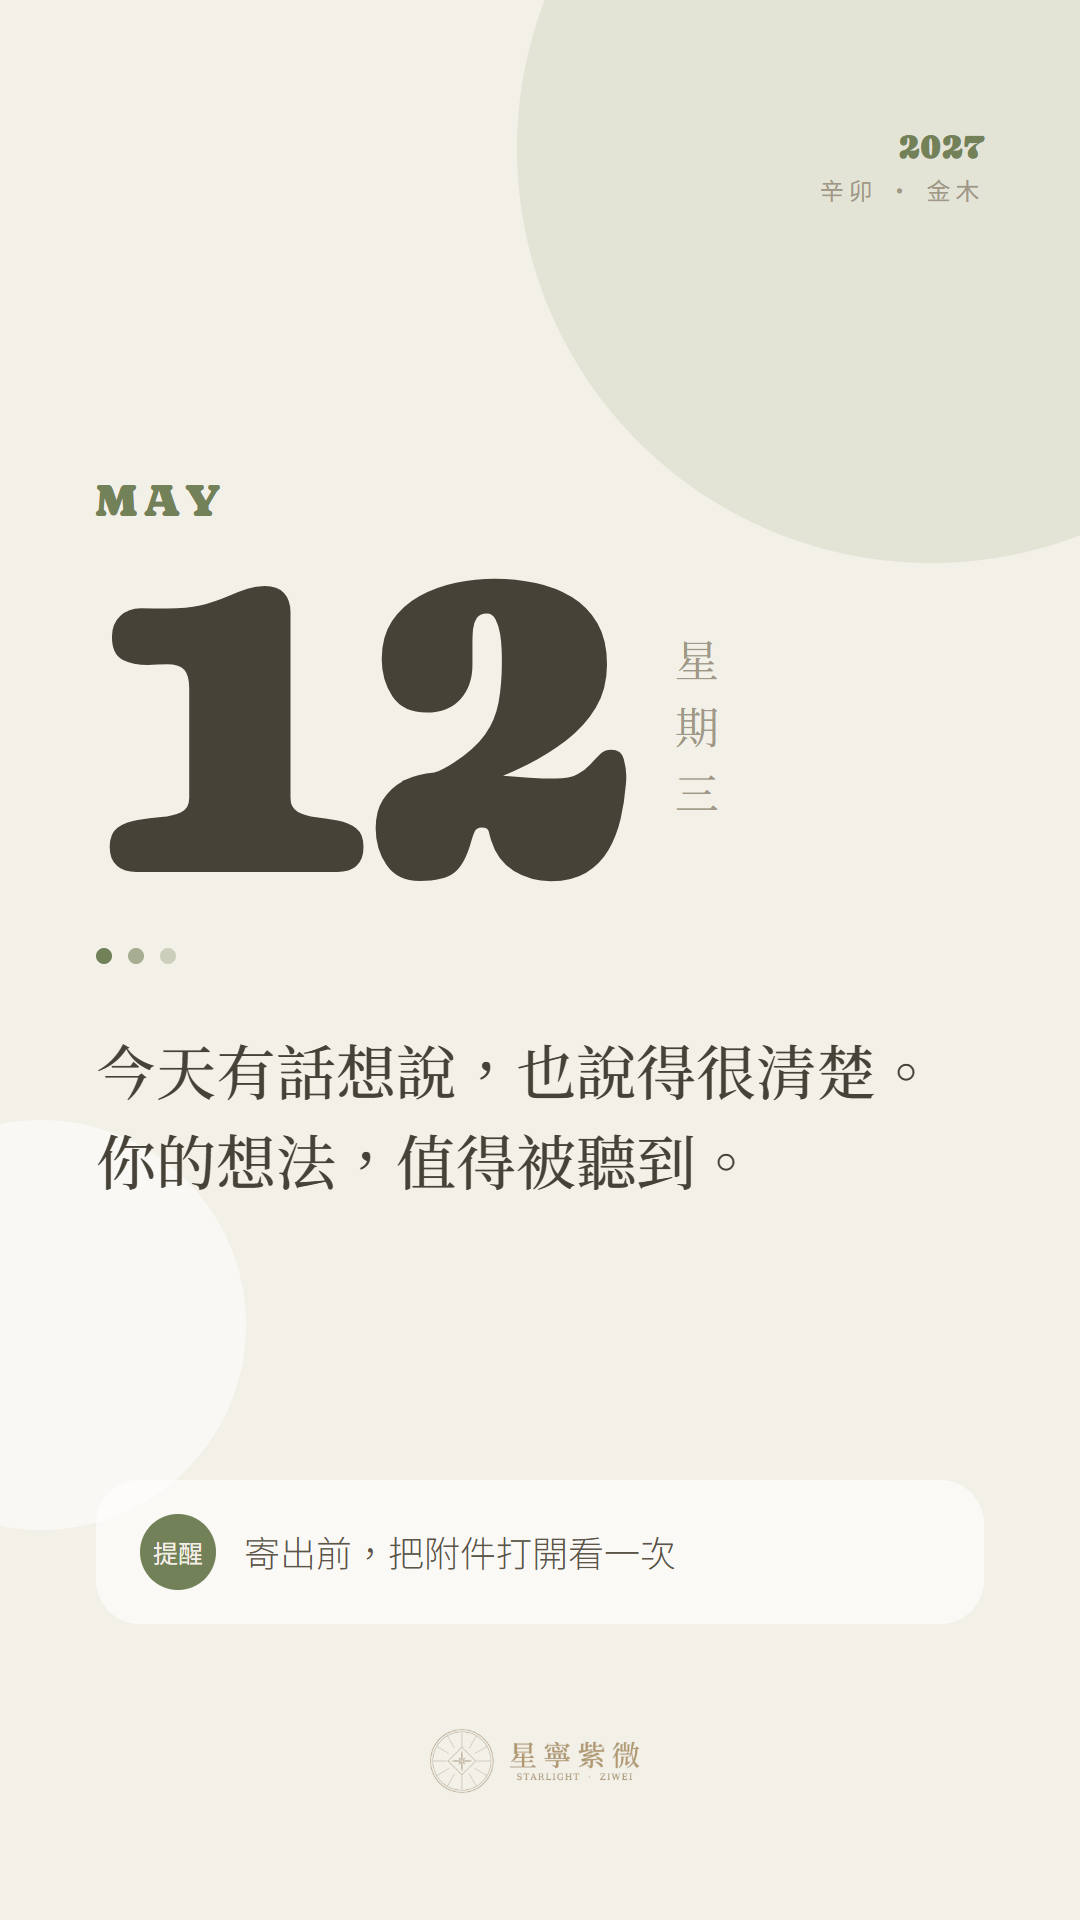 2027
辛卯 · 金木
MAY
12
星期三
今天有話想說，也說得很清楚。
你的想法，值得被聽到。
提醒
寄出前，把附件打開看一次
星寧紫微
STARLIGHT · ZIWEI